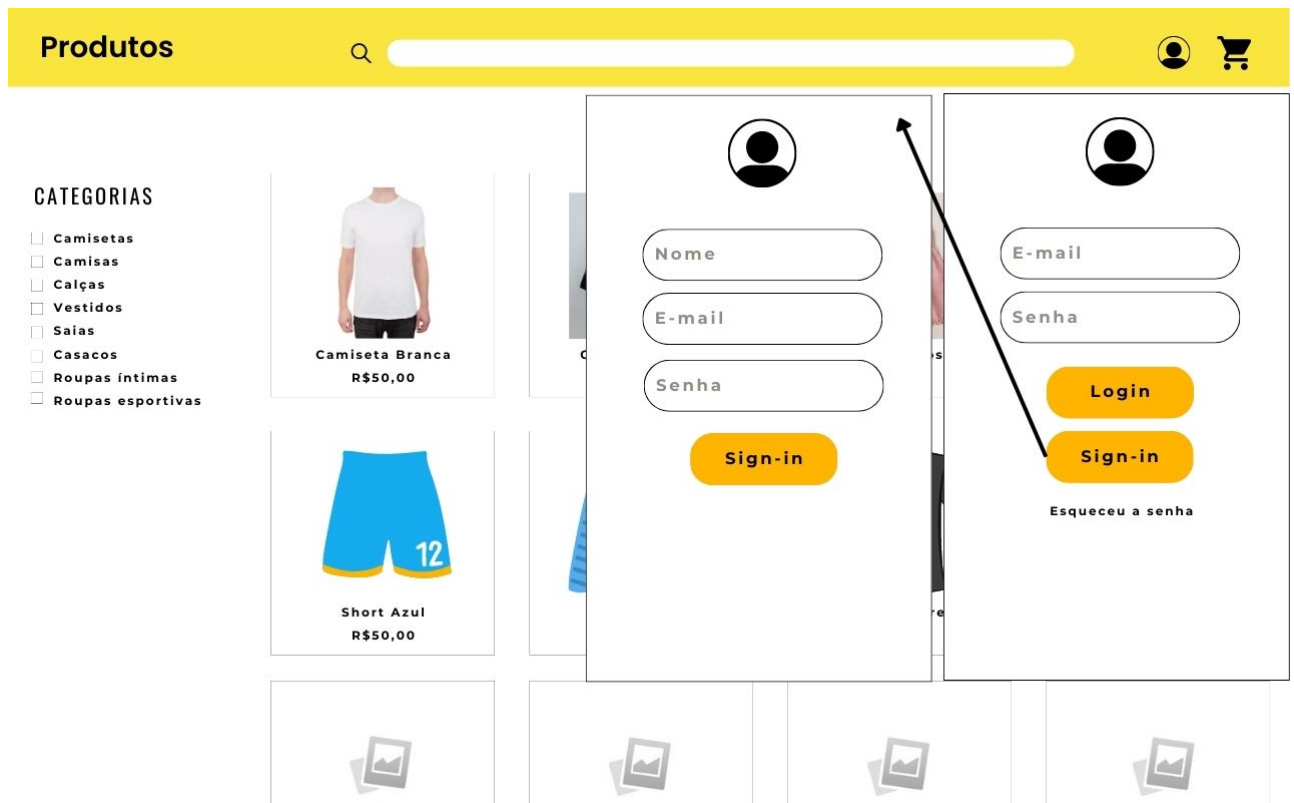 Produtos
CATEGORIAS
Camisetas
Camisas
Calças
Vestidos
Saias
Casacos
Roupas íntimas
Roupas esportivas
Camiseta Branca
R$50,00
12
Short Azul
R$50,00
Nome
E-mail
Senha
Sign-in
E-mail
Senha
Login
Sign-in
Esqueceu a senha